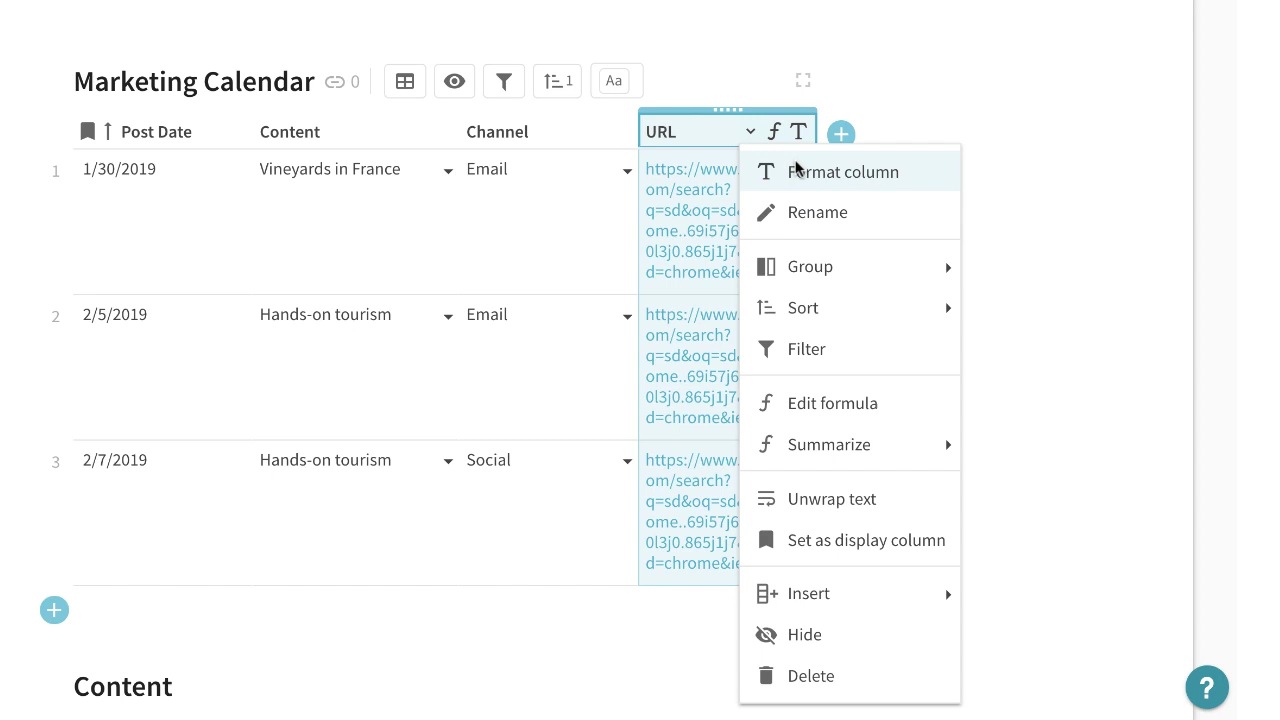 Marketing Calendar 0 1 Aa
Post Date Content Channel URL
1 1/30/2019 Vineyards in France Email https://www.
om/search?
q=sd&oq=sd
ome..69i57j6
0l3j0.865j1j7
d=chrome&ie
2 2/5/2019 Hands-on tourism Email https://www.
om/search?
q=sd&oq=sd
ome..69i57j6
0l3j0.865j1j7
d=chrome&ie
3 2/7/2019 Hands-on tourism Social https://www.
om/search?
q=sd&oq=sd
ome..69i57j6
0l3j0.865j1j7
d=chrome&ie
Format column
Rename
Group
Sort
Filter
Edit formula
Summarize
Unwrap text
Set as display column
Insert
Hide
Delete
Content
?